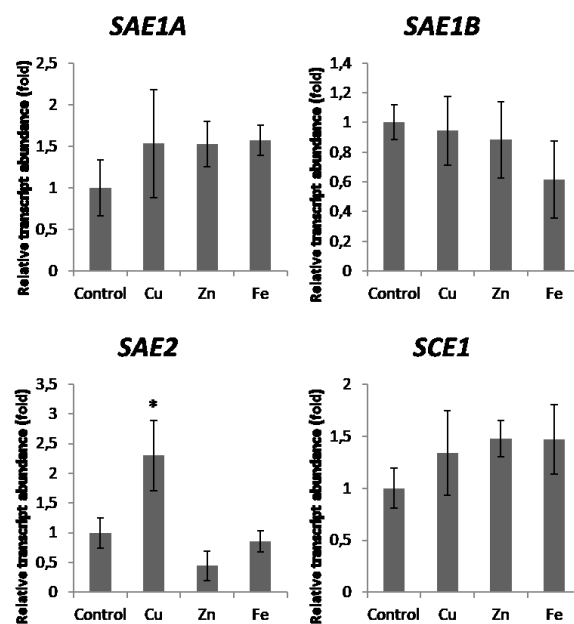 SAE1A
Relative transcript abundance (fold)
2,5
2
1,5
1
0,5
0
Control Cu Zn Fe
SAE1B
Relative transcript abundance (fold)
1,4
1,2
1
0,8
0,6
0,4
0,2
0
Control Cu Zn Fe
SAE2
Relative transcript abundance (fold)
3,5
3
2,5
2
1,5
1
0,5
0
*
Control Cu Zn Fe
SCE1
Relative transcript abundance (fold)
2
1,5
1
0,5
0
Control Cu Zn Fe